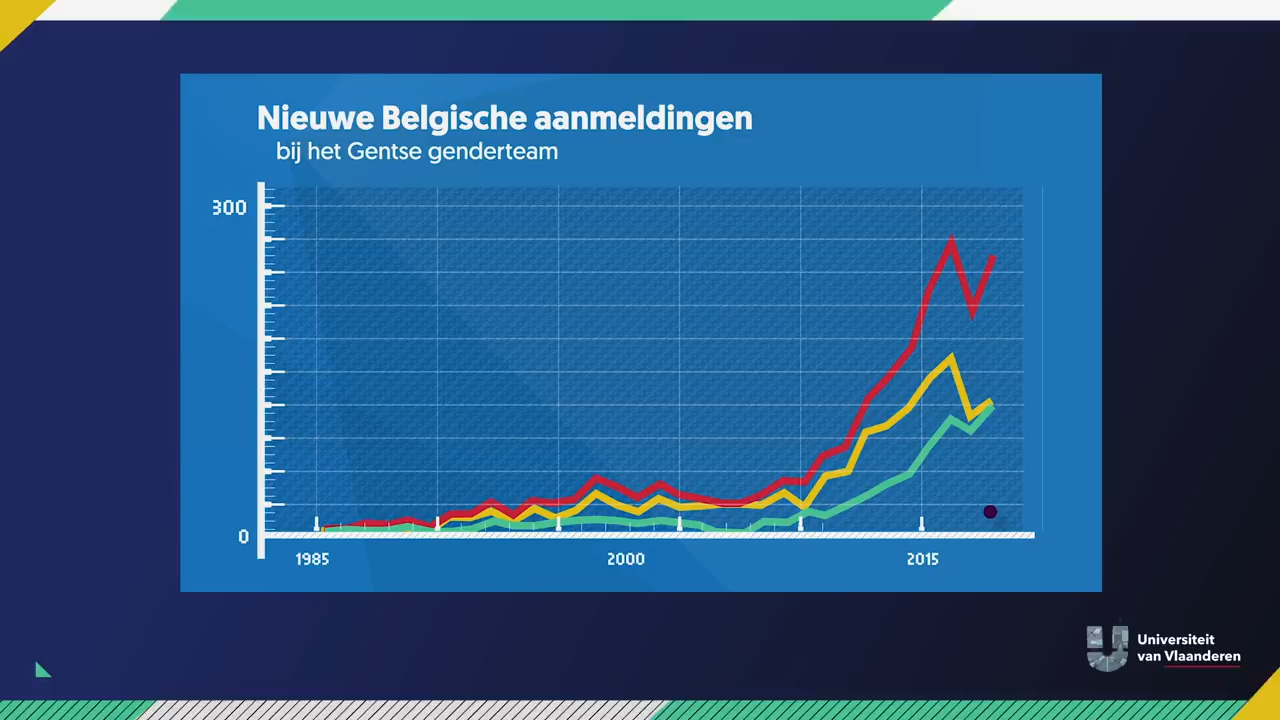 Nieuwe Belgische aanmeldingen
bij het Gentse genderteam
300
0
1985
2000
2015
Universiteit
van Vlaanderen